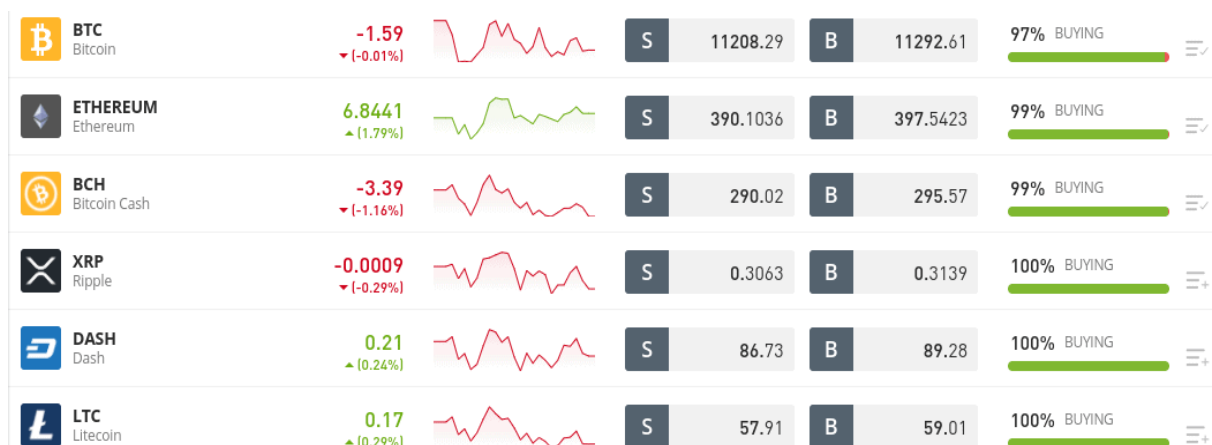 BTC -1.59 S 11208.29 B 11292.61 97% BUYING
Bitcoin ▼ (-0.01%)
ETHEREUM 6.8441 S 390.1036 B 397.5423 99% BUYING
Ethereum ▲ (1.79%)
BCH -3.39 S 290.02 B 295.57 99% BUYING
Bitcoin Cash ▼ (-1.16%)
XRP -0.0009 S 0.3063 B 0.3139 100% BUYING
Ripple ▼ (-0.29%)
DASH 0.21 S 86.73 B 89.28 100% BUYING
Dash ▲ (0.24%)
LTC 0.17 S 57.91 B 59.01 100% BUYING
Litecoin ▲ (0.29%)